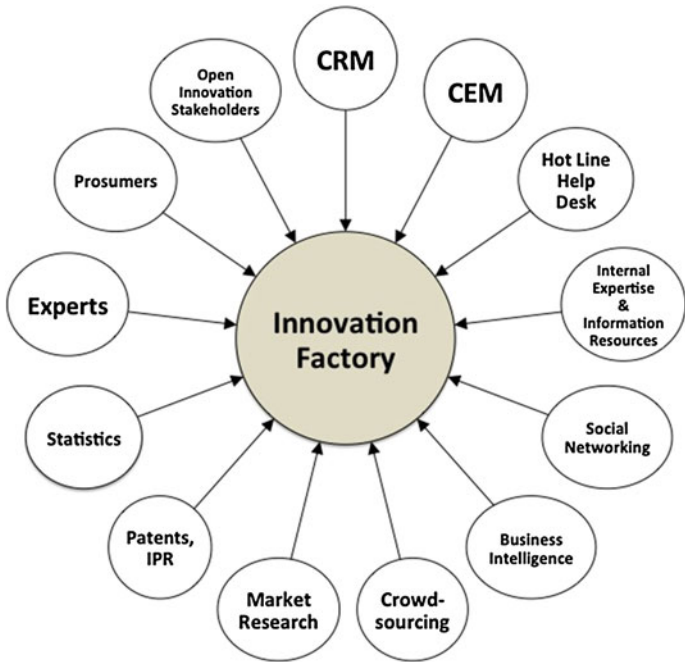 CRM
CEM
Hot Line
Help
Desk
Internal
Expertise
&
Information
Resources
Social
Networking
Business
Intelligence
Crowd-
sourcing
Market
Research
Patents,
IPR
Statistics
Experts
Prosumers
Open
Innovation
Stakeholders
Innovation
Factory